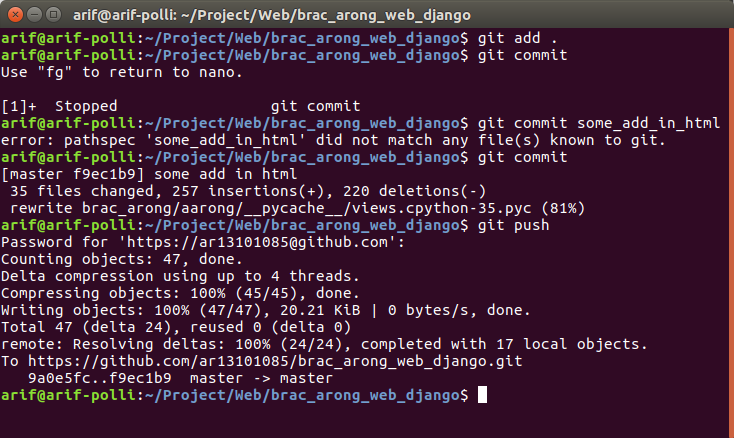 arif@arif-polli: ~/Project/Web/brac_arong_web_django
arif@arif-polli:~/Project/Web/brac_arong_web_django$ git add .
arif@arif-polli:~/Project/Web/brac_arong_web_django$ git commit
Use "fg" to return to nano.
[1]+  Stopped                 git commit
arif@arif-polli:~/Project/Web/brac_arong_web_django$ git commit some_add_in_html
error: pathspec 'some_add_in_html' did not match any file(s) known to git.
arif@arif-polli:~/Project/Web/brac_arong_web_django$ git commit
[master f9ec1b9] some add in html
 35 files changed, 257 insertions(+), 220 deletions(-)
 rewrite brac_arong/aarong/__pycache__/views.cpython-35.pyc (81%)
arif@arif-polli:~/Project/Web/brac_arong_web_django$ git push
Password for 'https://ar13101085@github.com':
Counting objects: 47, done.
Delta compression using up to 4 threads.
Compressing objects: 100% (45/45), done.
Writing objects: 100% (47/47), 20.21 KiB | 0 bytes/s, done.
Total 47 (delta 24), reused 0 (delta 0)
remote: Resolving deltas: 100% (24/24), completed with 17 local objects.
To https://github.com/ar13101085/brac_arong_web_django.git
   9a0e5fc..f9ec1b9  master -> master
arif@arif-polli:~/Project/Web/brac_arong_web_django$